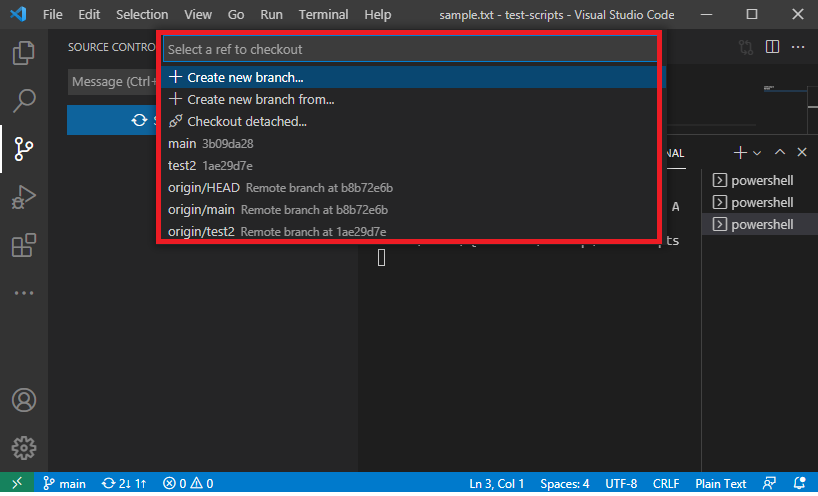 File Edit Selection View Go Run Terminal Help sample.txt - test-scripts - Visual Studio Code
SOURCE CONTRO
Select a ref to checkout
Message (Ctrl+
Create new branch...
Create new branch from...
Checkout detached...
main 3b09da28
test2 1ae29d7e
origin/HEAD Remote branch at b8b72e6b
origin/main Remote branch at b8b72e6b
origin/test2 Remote branch at 1ae29d7e
S
NAL
powershell
A
powershell
powershell
pts
main 2↓ 1↑ 0 0 Ln 3, Col 1 Spaces: 4 UTF-8 CRLF Plain Text